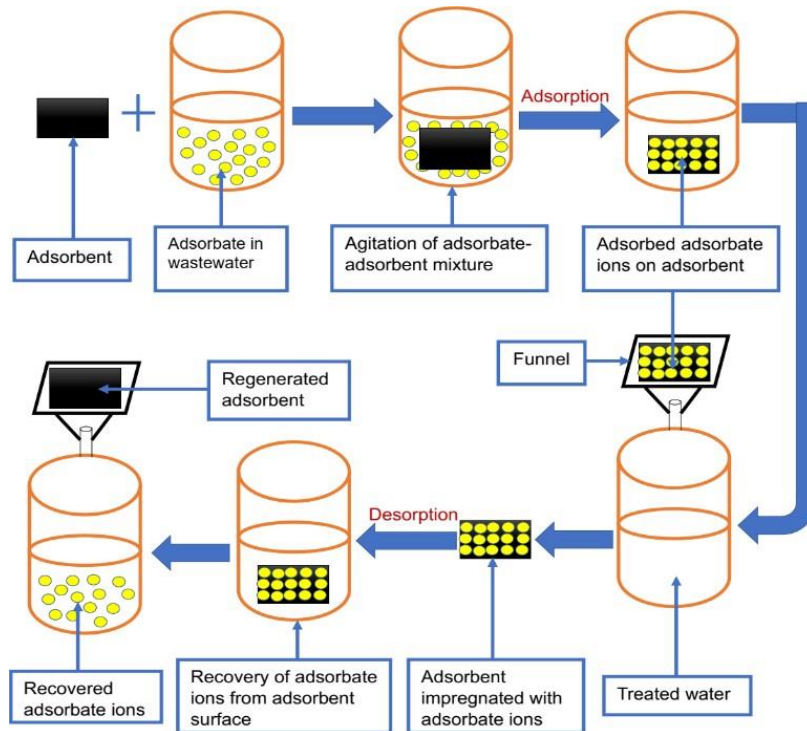 Adsorption
Adsorbent
Adsorbate in
wastewater
Agitation of adsorbate-
adsorbent mixture
Adsorbed adsorbate
ions on adsorbent
Funnel
Regenerated
adsorbent
Desorption
Recovered
adsorbate ions
Recovery of adsorbate
ions from adsorbent
surface
Adsorbent
impregnated with
adsorbate ions
Treated water